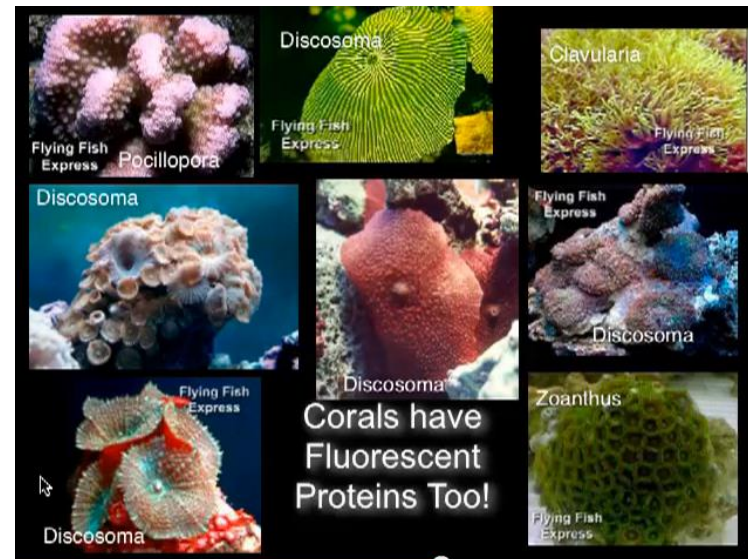 Flying Fish
Express
Pocillopora
Discosoma
Flying Fish
Express
Clavularia
Flying Fish
Express
Discosoma
Discosoma
Flying Fish
Express
Discosoma
Flying Fish
Express
Discosoma
Corals have
Fluorescent
Proteins Too!
Zoanthus
Flying Fish
Express